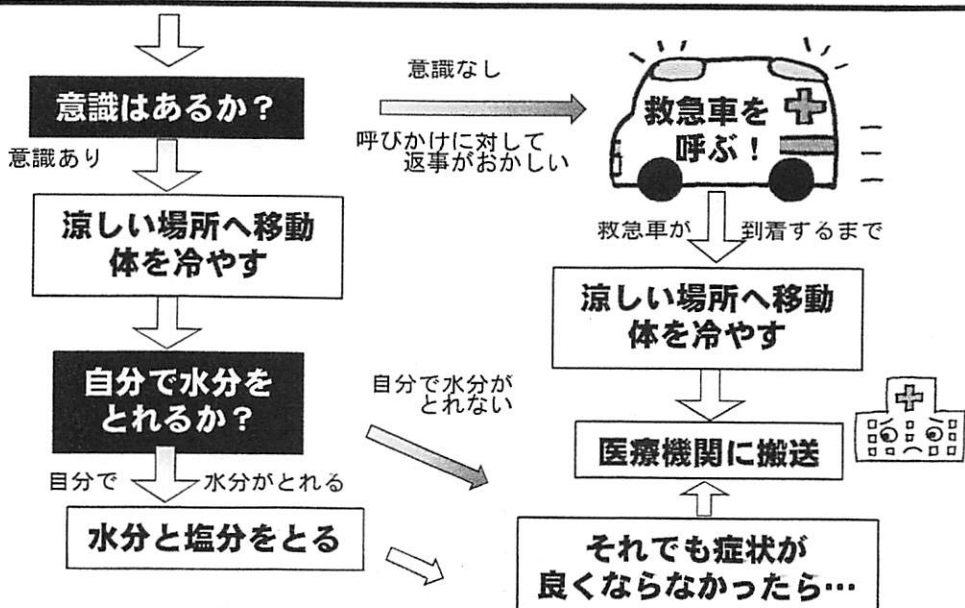 意識はあるか？
意識なし
呼びかけに対して
返事がおかしい
救急車を
呼ぶ！
意識あり
涼しい場所へ移動
体を冷やす
救急車が 到着するまで
涼しい場所へ移動
体を冷やす
自分で水分を
とれるか？
自分で水分が
とれない
医療機関に搬送
自分で 水分がとれる
水分と塩分をとる
それでも症状が
良くならなかったら…